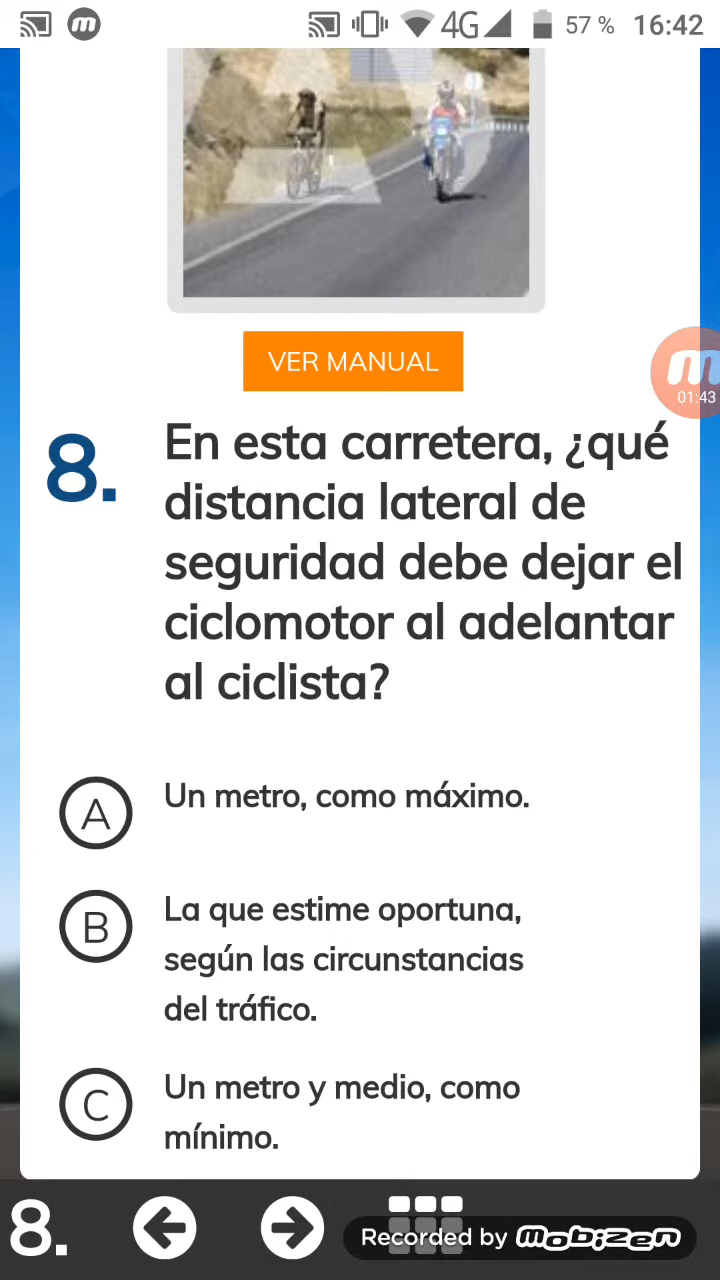 m 4G 57 % 16:42
VER MANUAL
m
01:43
8. En esta carretera, ¿qué
distancia lateral de
seguridad debe dejar el
ciclomotor al adelantar
al ciclista?
A Un metro, como máximo.
B La que estime oportuna,
según las circunstancias
del tráfico.
C Un metro y medio, como
mínimo.
8. Recorded by Mobizen